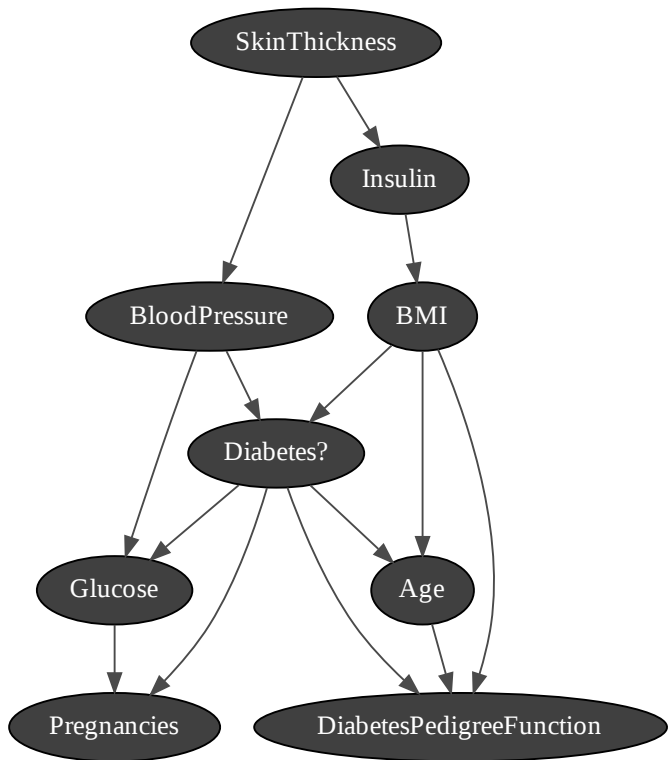 SkinThickness
Insulin
BloodPressure
BMI
Diabetes?
Glucose
Age
Pregnancies
DiabetesPedigreeFunction